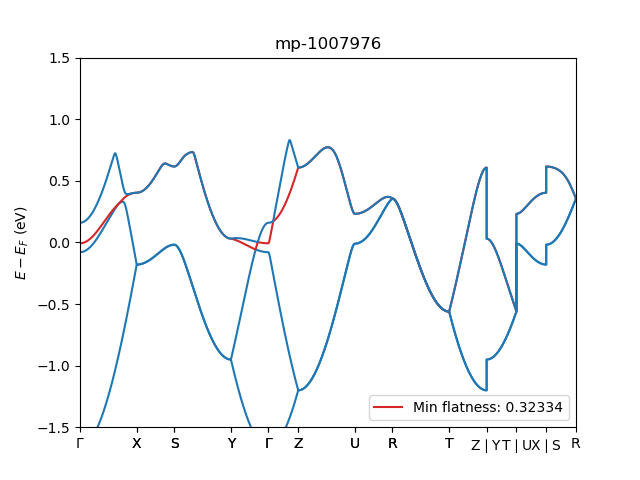 mp-1007976
E − E_F (eV)
1.5
1.0
0.5
0.0
−0.5
−1.0
−1.5
Min flatness: 0.32334
Γ X S Y Γ Z U R T Z | Y T | U X | S R